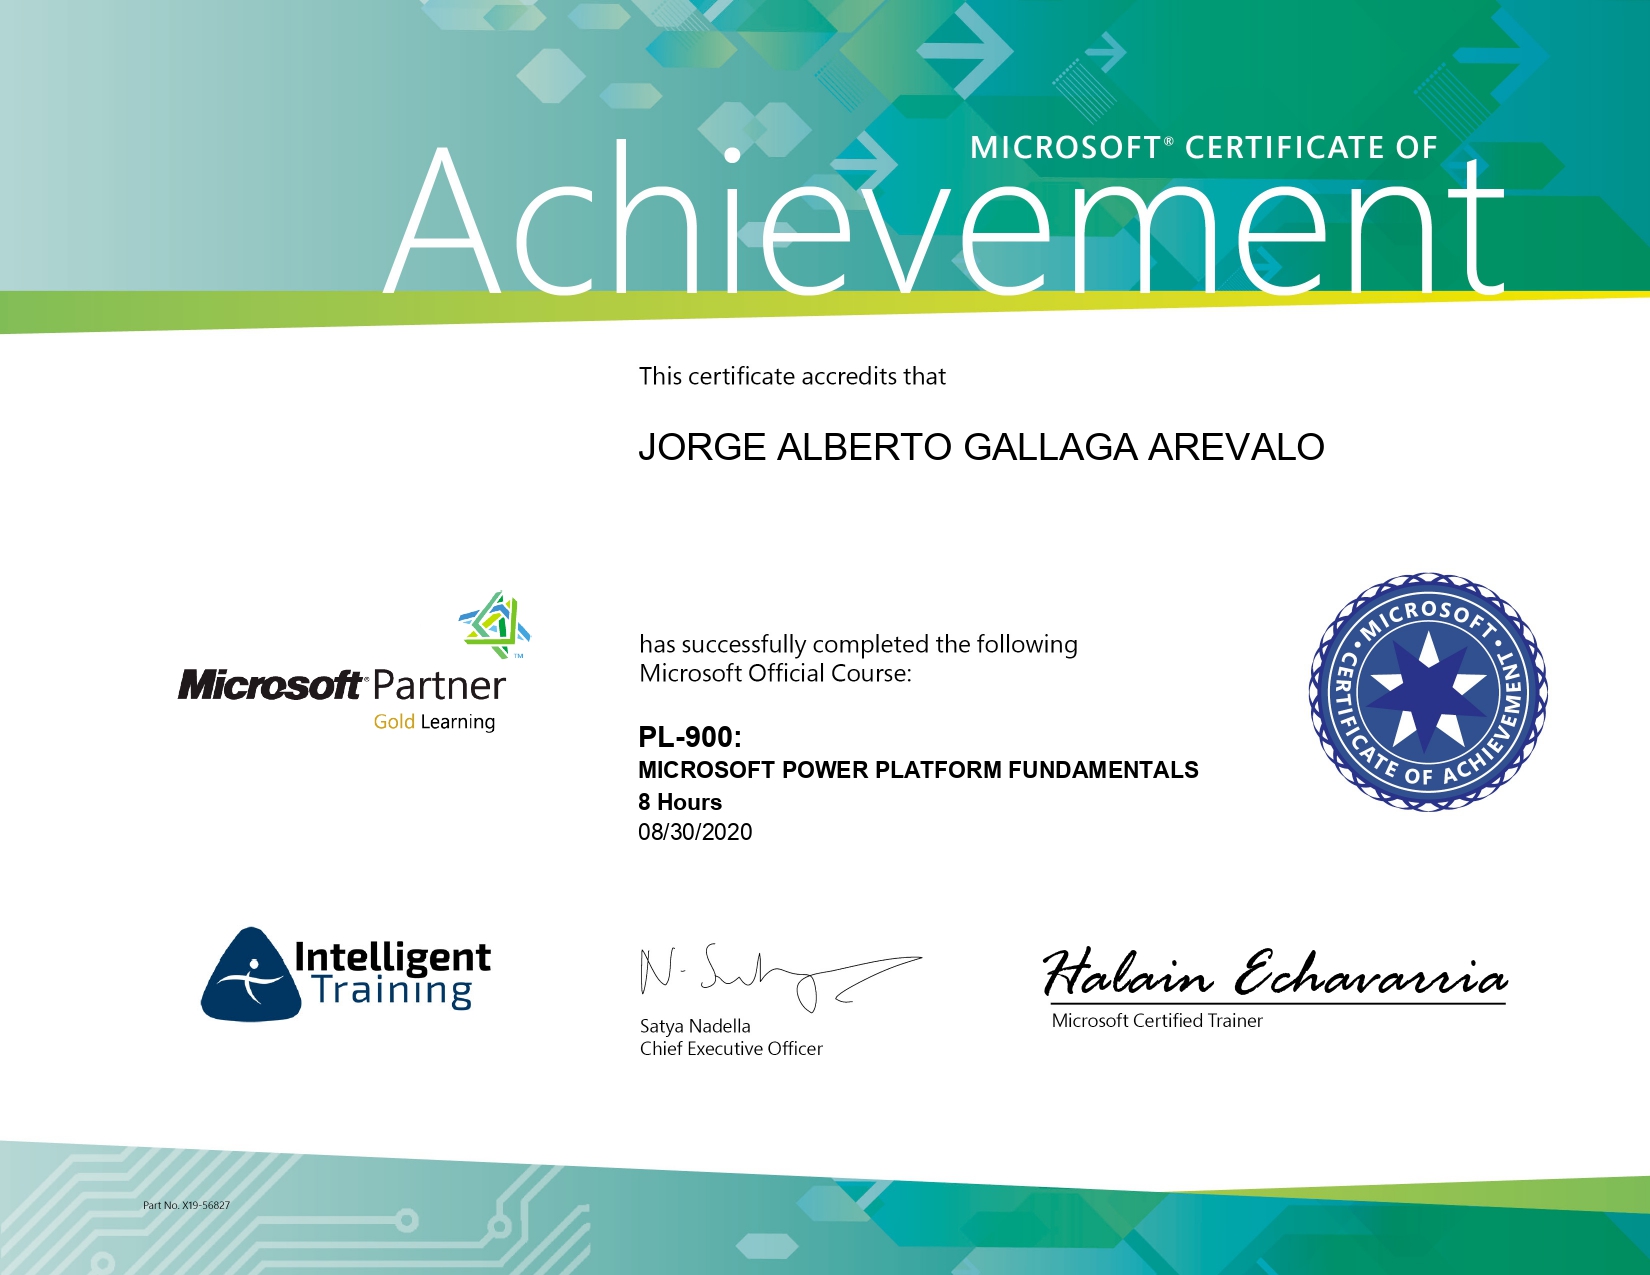 MICROSOFT® CERTIFICATE OF
Achievement
This certificate accredits that
JORGE ALBERTO GALLAGA AREVALO
has successfully completed the following
Microsoft Official Course:
PL-900:
MICROSOFT POWER PLATFORM FUNDAMENTALS
8 Hours
08/30/2020
Microsoft® Partner
Gold Learning
TM
• MICROSOFT •
CERTIFICATE OF ACHIEVEMENT
Intelligent
Training
Satya Nadella
Chief Executive Officer
Halain Echavarria
Microsoft Certified Trainer
Part No. X19-56827